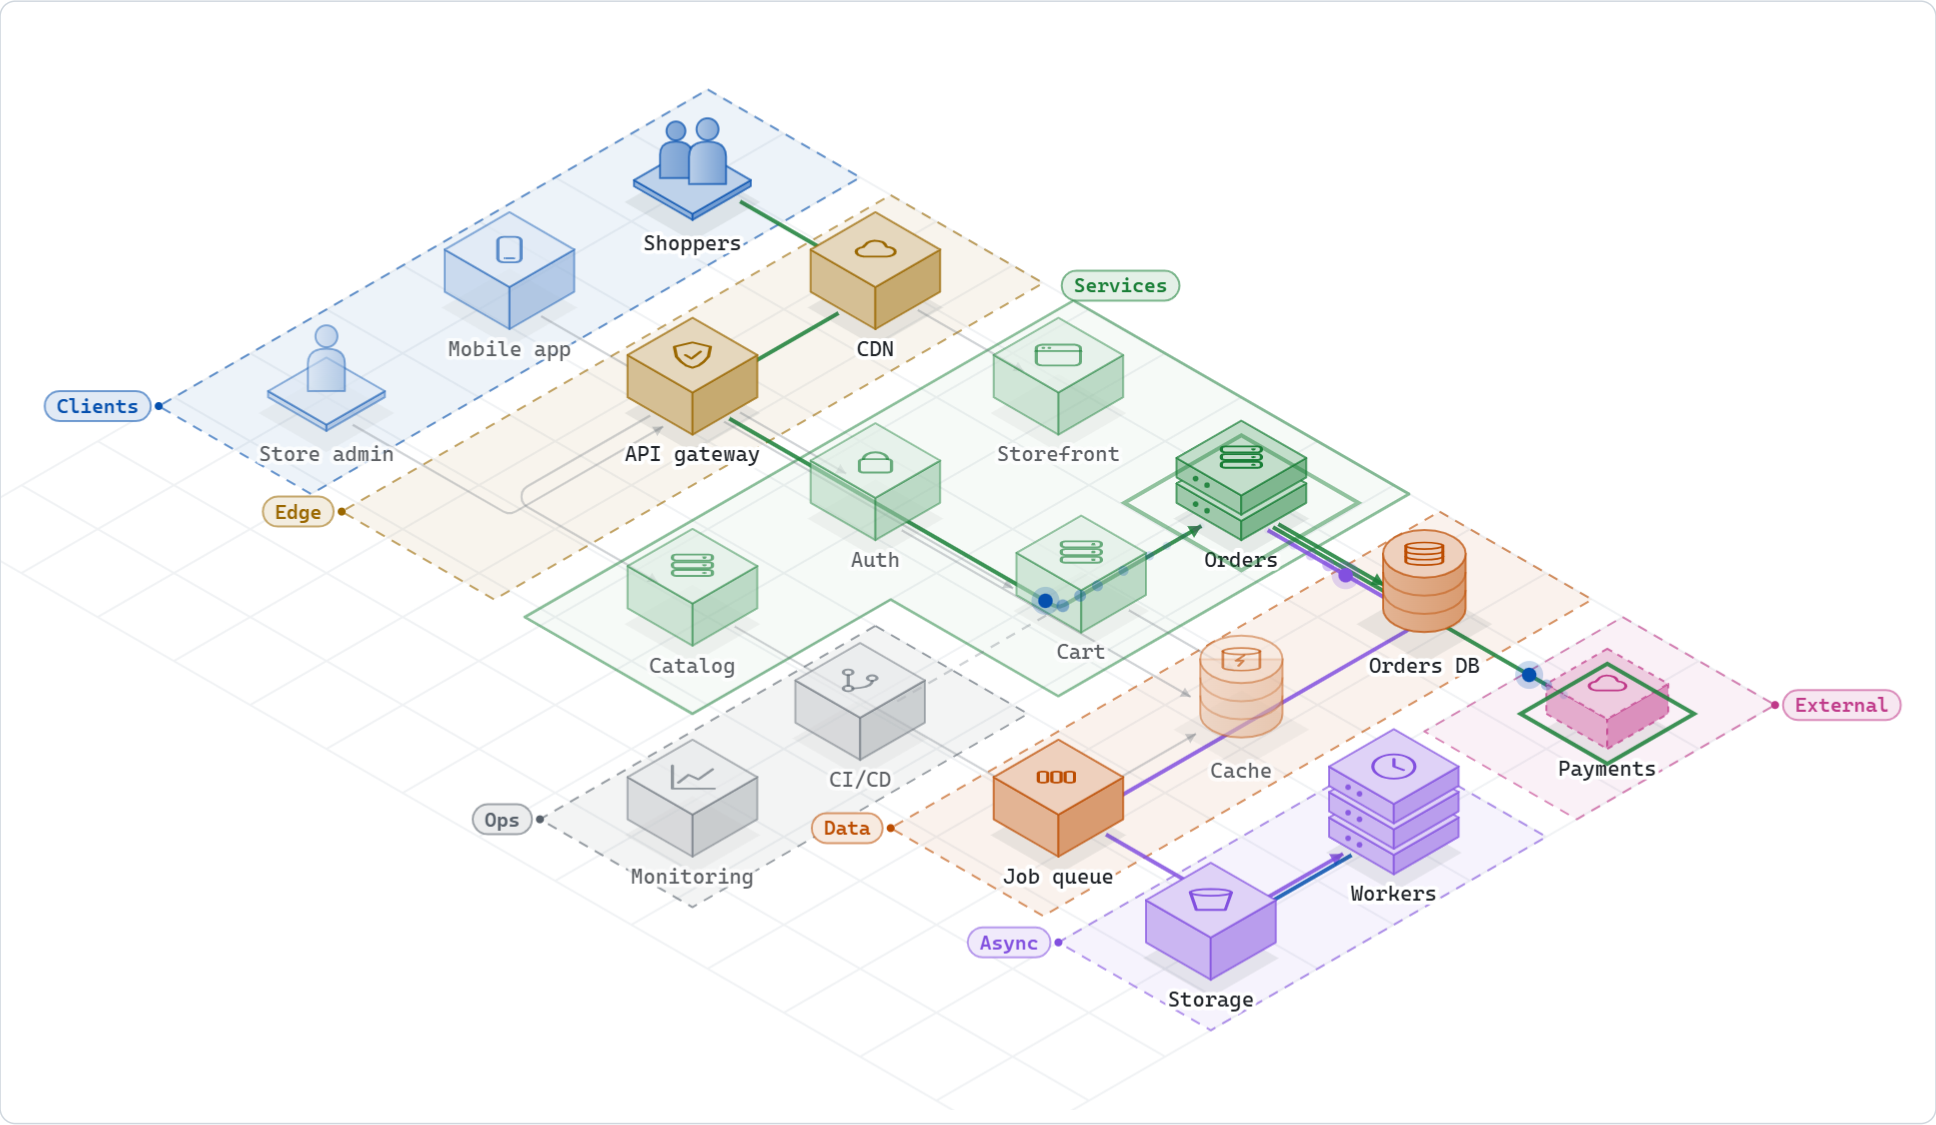 Shoppers
Services
Mobile app
CDN
Clients
Store admin
API gateway
Storefront
Edge
Auth
Orders
Cart
Catalog
Orders DB
External
Payments
Cache
CI/CD
Ops
Data
Monitoring
Job queue
Workers
Async
Storage